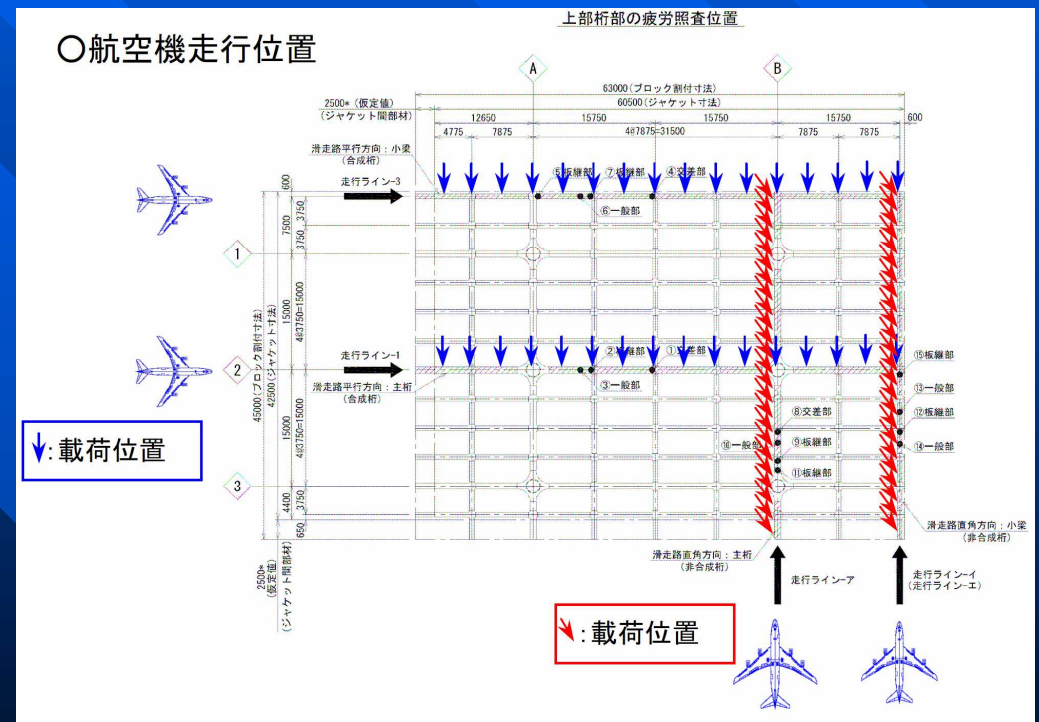 上部桁部の疲労照査位置
〇航空機走行位置
A
B
63000(ブロック割付寸法)
2500*(仮定値)
(ジャケット間部材)
60500(ジャケット寸法)
12650
15750
15750
15750
600
4775
7875
4@7875=31500
7875
7875
滑走路平行方向:小梁
(合成桁)
走行ライン-3
⑤板継部
⑦板継部
④交差部
⑥一般部
600
3750
7500
3750
1
15000
4@3750=15000
45000(ブロック割付寸法)
42500(ジャケット寸法)
走行ライン-1
2
滑走路平行方向:主桁
(合成桁)
②板継部
①交差部
③一般部
⑮板継部
⑬一般部
⑫板継部
⑭一般部
⑧交差部
⑩一般部
⑨板継部
⑪板継部
15000
4@3750=15000
3
4400
3750
650
2500*
(仮定値)
(ジャケット間部材)
:載荷位置
滑走路直角方向:小梁
(非合成桁)
滑走路直角方向:主桁
(非合成桁)
走行ライン-ア
走行ライン-イ
(走行ライン-エ)
:載荷位置